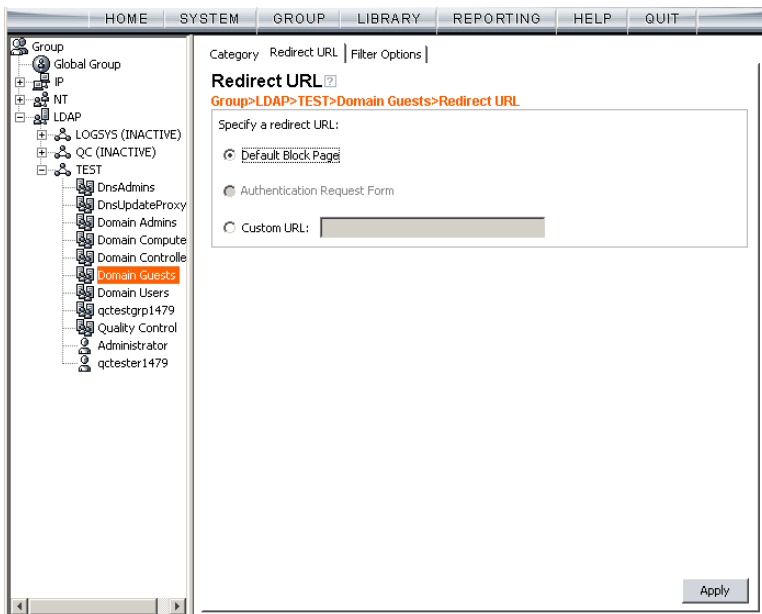 HOME SYSTEM GROUP LIBRARY REPORTING HELP QUIT
Group
Global Group
IP
NT
LDAP
LOGSYS (INACTIVE)
QC (INACTIVE)
TEST
DnsAdmins
DnsUpdateProxy
Domain Admins
Domain Compute
Domain Controlle
Domain Guests
Domain Users
qctestgrp1479
Quality Control
Administrator
qctester1479
Category Redirect URL Filter Options
Redirect URL ?
Group>LDAP>TEST>Domain Guests>Redirect URL
Specify a redirect URL:
Default Block Page
Authentication Request Form
Custom URL:
Apply